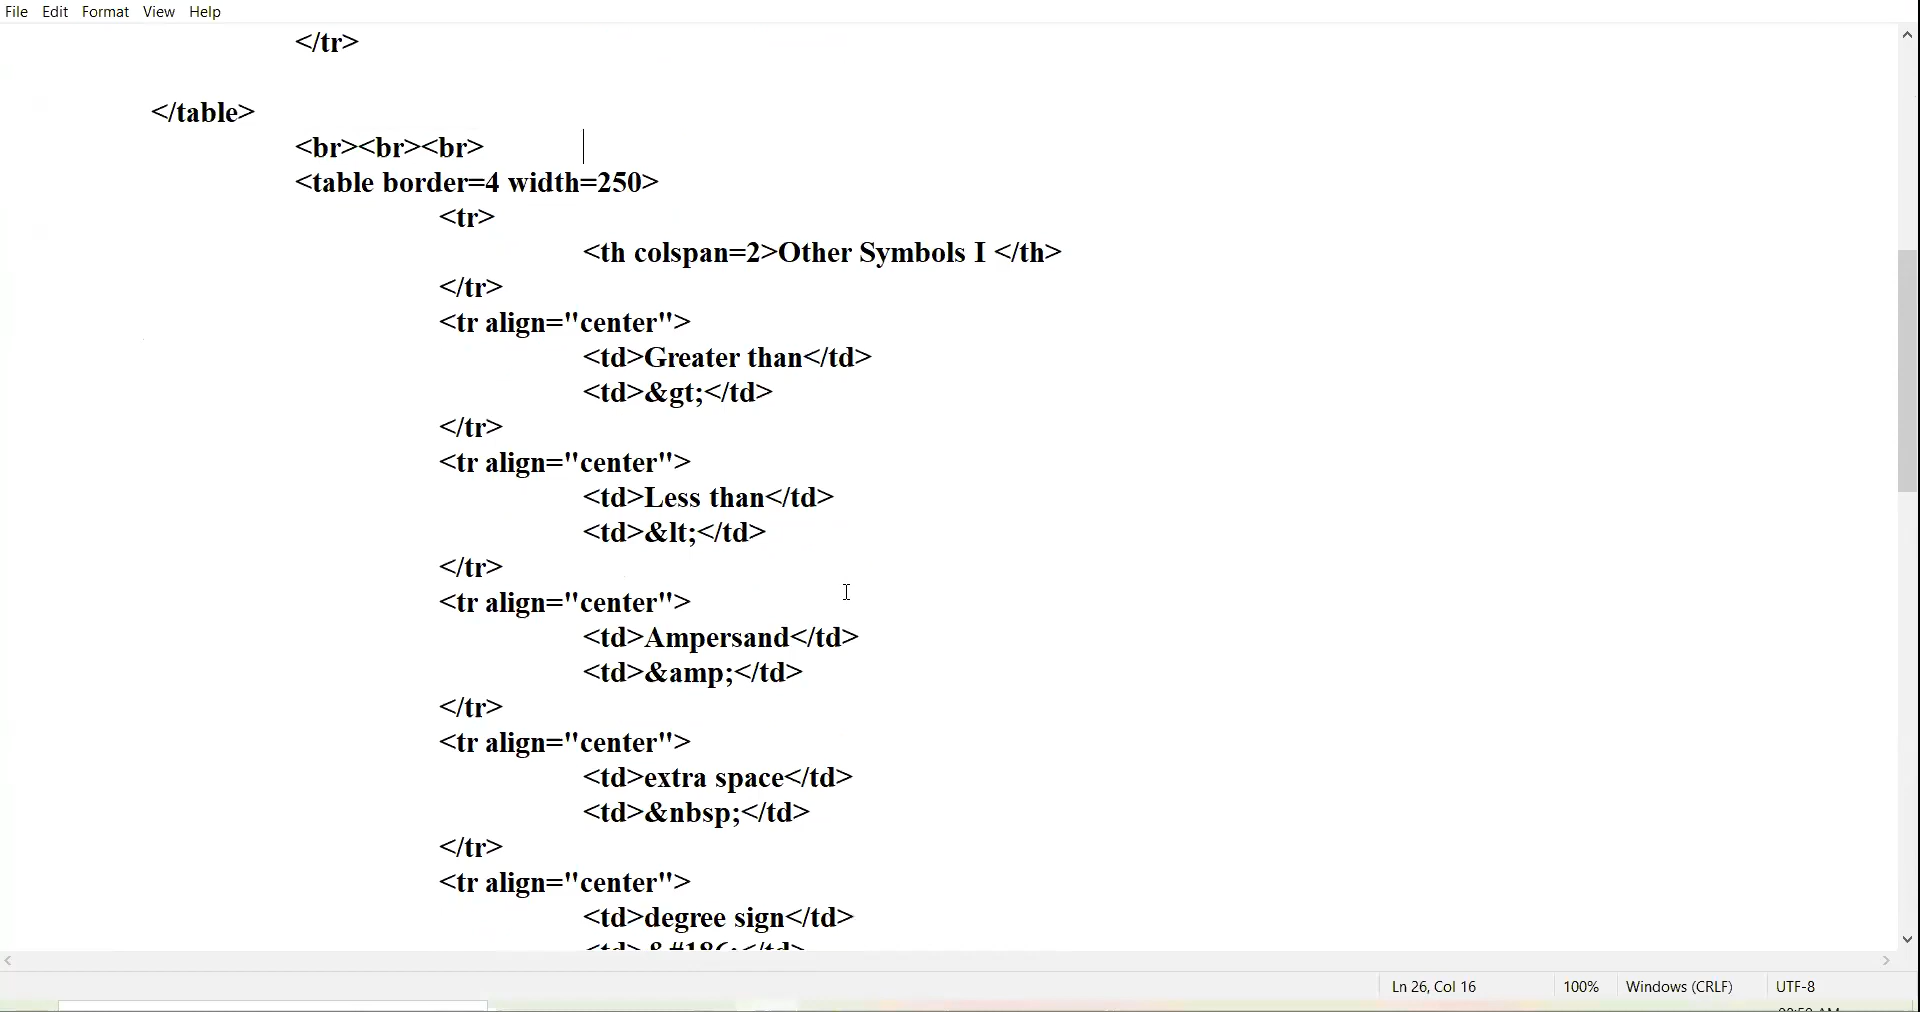 File Edit Format View Help
</tr>
</table>
<br><br><br>
<table border=4 width=250>
<tr>
<th colspan=2>Other Symbols I </th>
</tr>
<tr align="center">
<td>Greater than</td>
<td>&gt;</td>
</tr>
<tr align="center">
<td>Less than</td>
<td>&lt;</td>
</tr>
<tr align="center">
<td>Ampersand</td>
<td>&amp;</td>
</tr>
<tr align="center">
<td>extra space</td>
<td>&nbsp;</td>
</tr>
<tr align="center">
<td>degree sign</td>
<td>&#186;</td>
Ln 26, Col 16 100% Windows (CRLF) UTF-8